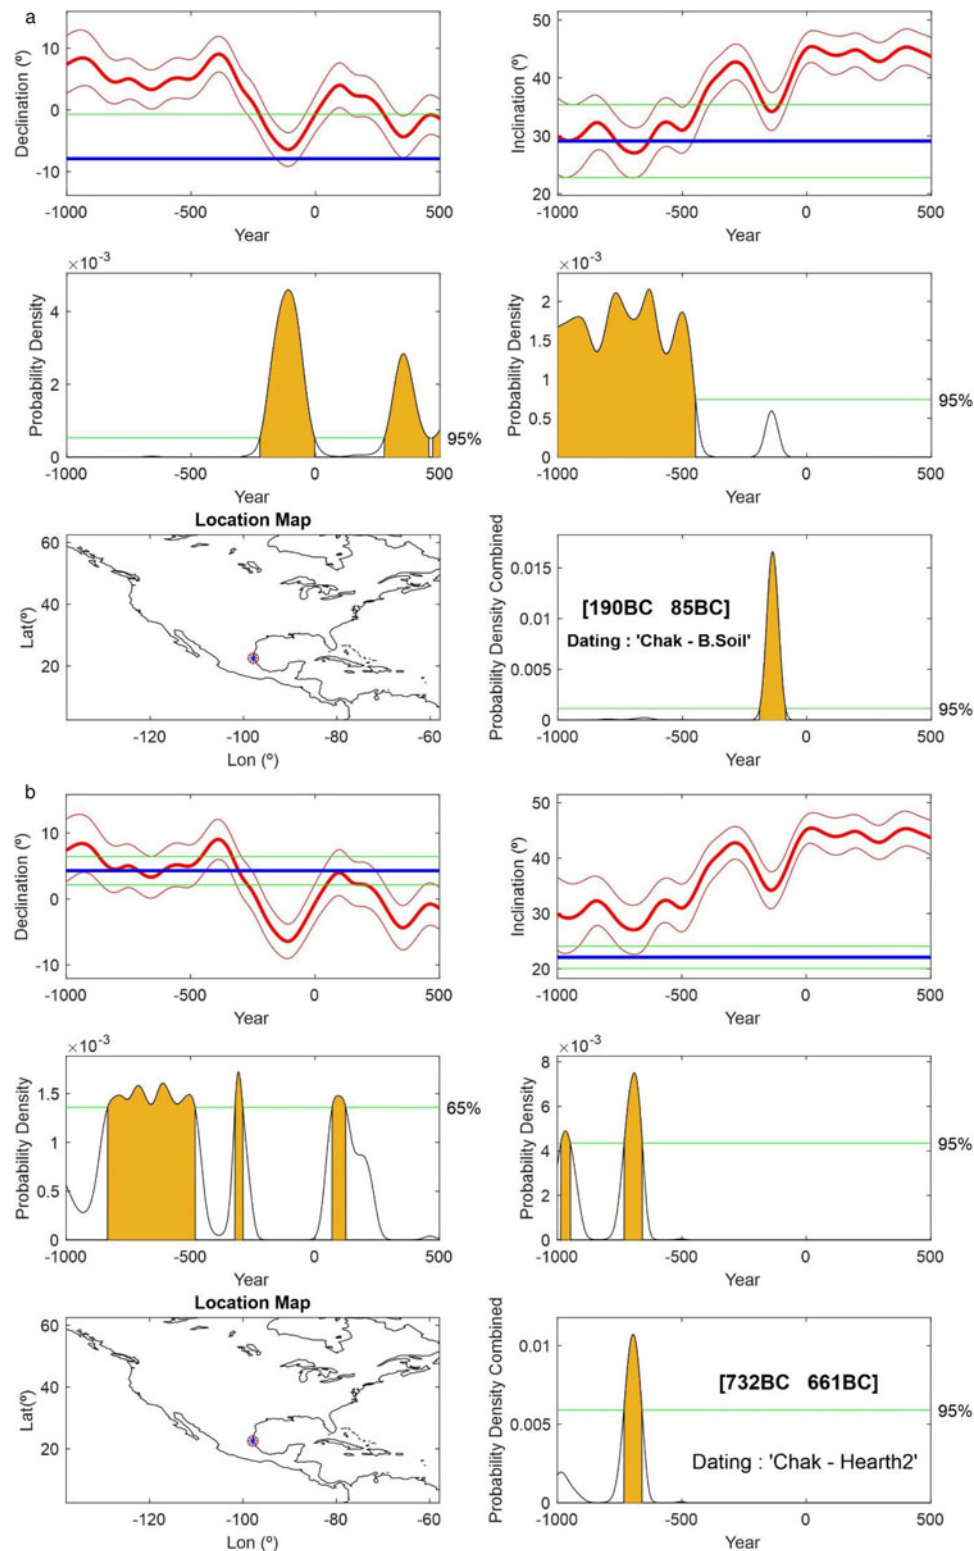 a
Declination (º)
10
0
-10
-1000 -500 0 500
Year
Inclination (º)
50
40
30
20
-1000 -500 0 500
Year
×10⁻³
Probability Density
4
2
0
95%
-1000 -500 0 500
Year
Probability Density
2
1.5
1
0.5
0
95%
-1000 -500 0 500
Year
Location Map
Lat(º)
60
40
20
-120 -100 -80 -60
Lon (º)
Probability Density Combined
0.015
0.01
0.005
0
[190BC 85BC]
Dating : 'Chak - B.Soil'
95%
-1000 -500 0 500
Year
b
Declination (º)
10
0
-10
-1000 -500 0 500
Year
Inclination (º)
50
40
30
20
-1000 -500 0 500
Year
×10⁻³
Probability Density
1.5
1
0.5
0
65%
-1000 -500 0 500
Year
×10⁻³
Probability Density
8
6
4
2
0
95%
-1000 -500 0 500
Year
Location Map
Lat(º)
60
40
20
-120 -100 -80 -60
Lon (º)
Probability Density Combined
0.01
0.005
0
[732BC 661BC]
95%
Dating : 'Chak - Hearth2'
-1000 -500 0 500
Year